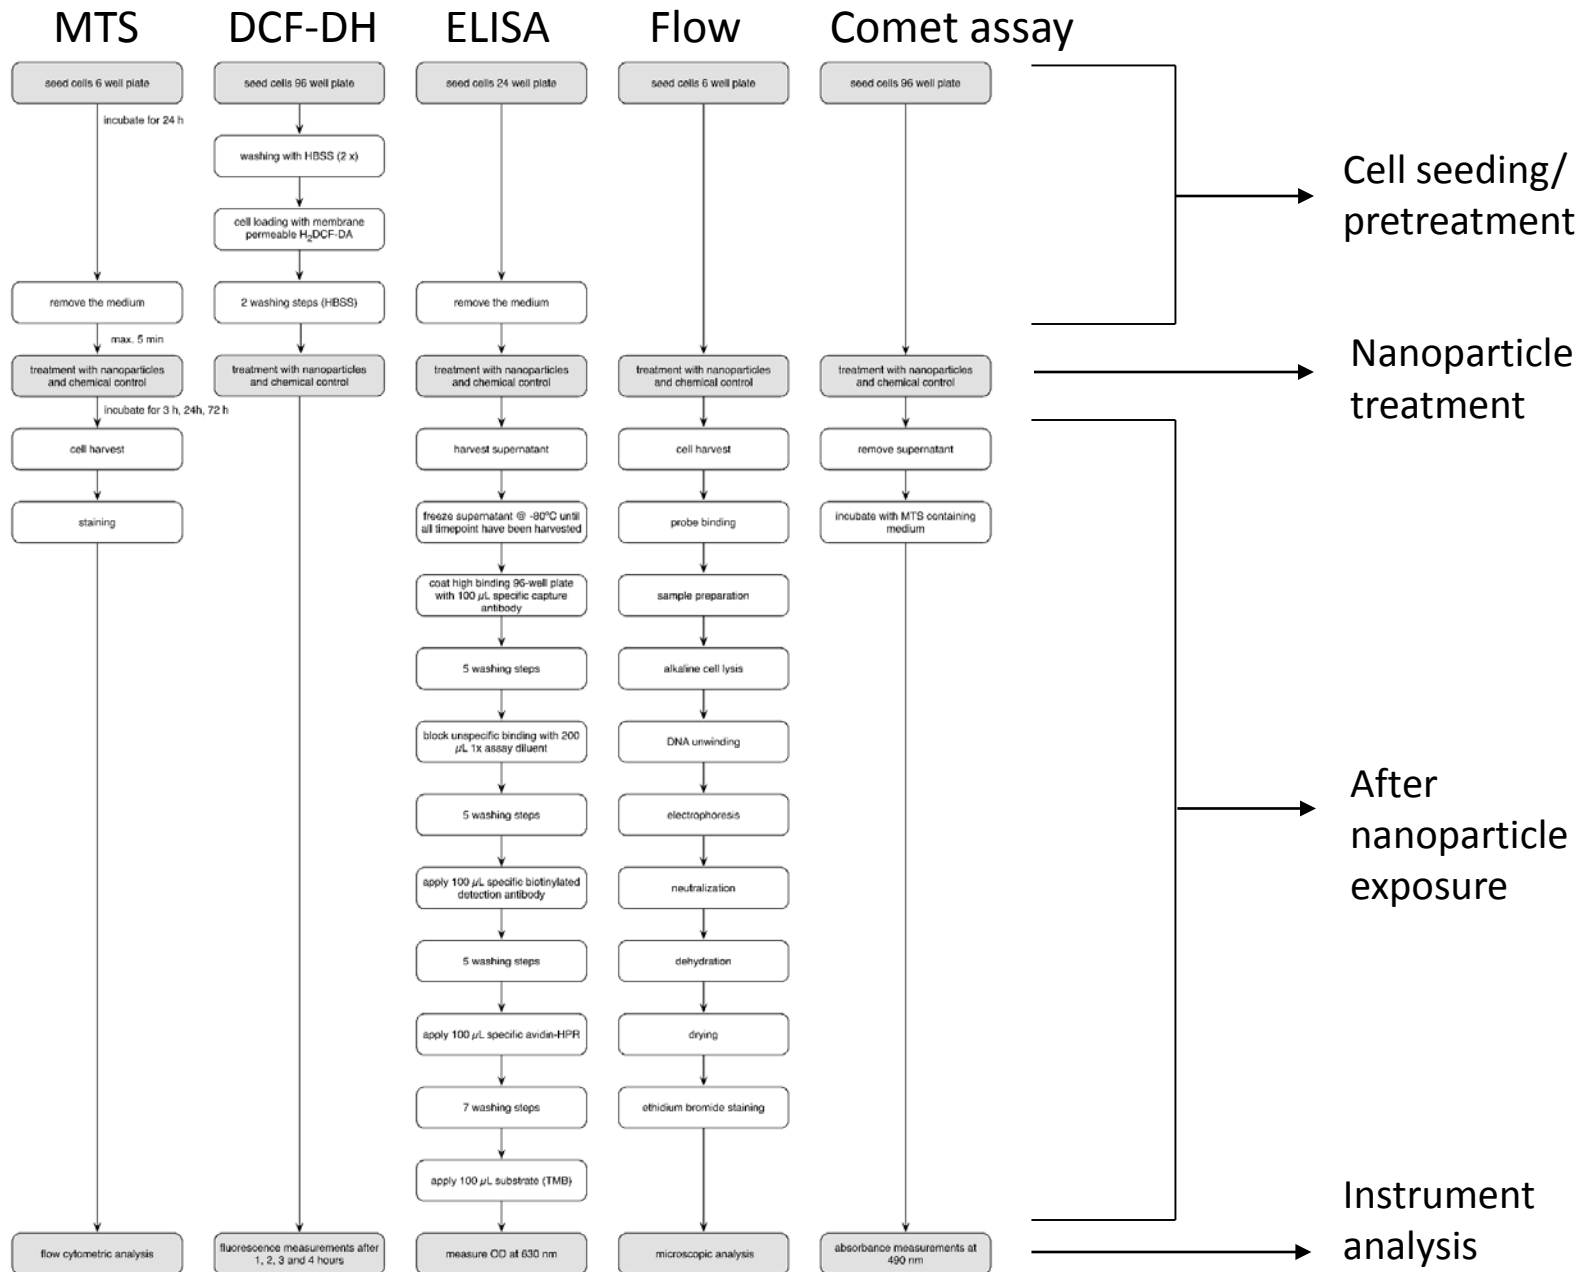 MTS
DCF-DH
ELISA
Flow
Comet assay
seed cells 6 well plate
incubate for 24 h
remove the medium
max. 5 min
treatment with nanoparticles
and chemical control
incubate for 3 h, 24h, 72 h
cell harvest
staining
flow cytometric analysis
seed cells 96 well plate
washing with HBSS (2 x)
cell loading with membrane
permeable H₂DCF-DA
2 washing steps (HBSS)
treatment with nanoparticles
and chemical control
fluorescence measurements after
1, 2, 3 and 4 hours
seed cells 24 well plate
remove the medium
treatment with nanoparticles
and chemical control
harvest supernatant
freeze supernatant @ -80°C until
all timepoint have been harvested
coat high binding 96-well plate
with 100 µL specific capture
antibody
5 washing steps
block unspecific binding with 200
µL 1x assay diluent
5 washing steps
apply 100 µL specific biotinylated
detection antibody
5 washing steps
apply 100 µL specific avidin-HPR
7 washing steps
apply 100 µL substrate (TMB)
measure OD at 630 nm
seed cells 6 well plate
treatment with nanoparticles
and chemical control
cell harvest
probe binding
sample preparation
alkaline cell lysis
DNA unwinding
electrophoresis
neutralization
dehydration
drying
ethidium bromide staining
microscopic analysis
seed cells 96 well plate
treatment with nanoparticles
and chemical control
remove supernatant
incubate with MTS containing
medium
absorbance measurements at
490 nm
Cell seeding/
pretreatment
Nanoparticle
treatment
After
nanoparticle
exposure
Instrument
analysis